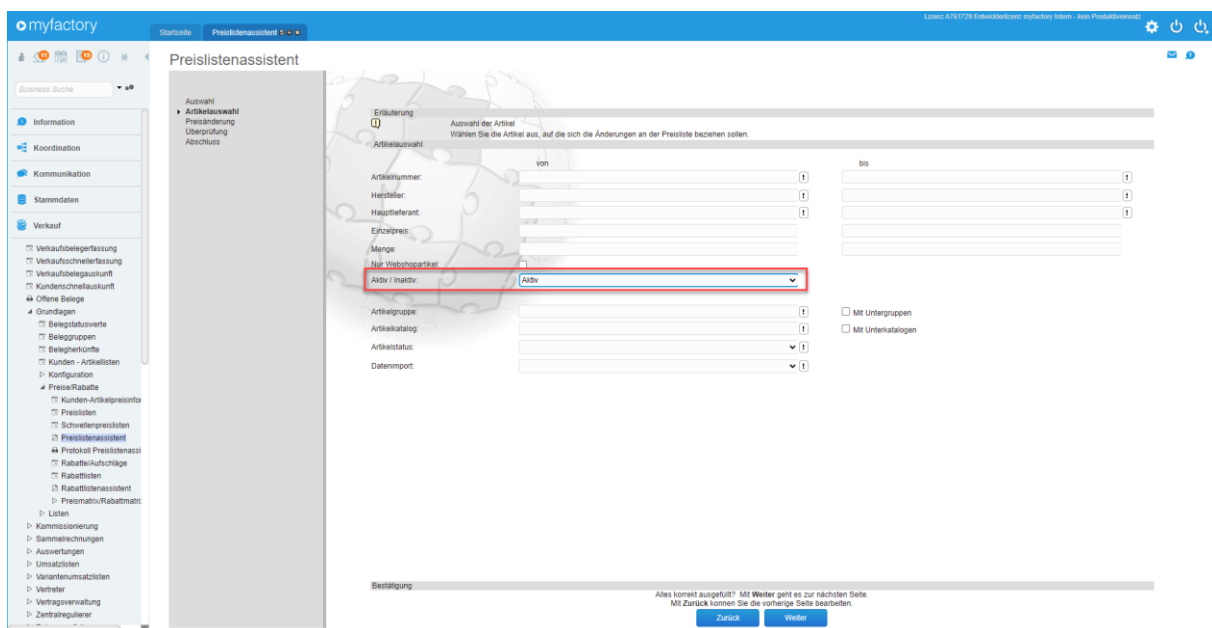 myfactory
Startseite
Preislistenassistent
Lizenz A761729 Entwicklerlizenz myfactory Intern - kein Produktiveinsatz
Preislistenassistent
Business Suche
Information
Koordination
Kommunikation
Stammdaten
Verkauf
Verkaufsbelegerfassung
Verkaufsschnellerfassung
Verkaufsbelegauskunft
Kundenschnellauskunft
Offene Belege
Grundlagen
Belegstatuswerte
Beleggruppen
Belegherkünfte
Kunden - Artikellisten
Konfiguration
Preise/Rabatte
Kunden-Artikelpreisinfor
Preislisten
Schwellenpreislisten
Preislistenassistent
Protokoll Preislistenassi
Rabatte/Aufschläge
Rabattlisten
Rabattlistenassistent
Preismatrix/Rabattmatri
Listen
Kommissionierung
Sammelrechnungen
Auswertungen
Umsatzlisten
Variantenumsatzlisten
Vertreter
Vertragsverwaltung
Zentralregulierer
Auswahl
Artikelauswahl
Preisänderung
Überprüfung
Abschluss
Erläuterung
Auswahl der Artikel
Wählen Sie die Artikel aus, auf die sich die Änderungen an der Preisliste beziehen sollen.
Artikelauswahl
von bis
Artikelnummer:
Hersteller:
Hauptlieferant:
Einzelpreis:
Menge:
Nur Webshopartikel:
Aktiv / Inaktiv: Aktiv
Artikelgruppe: Mit Untergruppen
Artikelkatalog: Mit Unterkatalogen
Artikelstatus:
Datenimport:
Bestätigung
Alles korrekt ausgefüllt? Mit Weiter geht es zur nächsten Seite.
Mit Zurück können Sie die vorherige Seite bearbeiten.
Zurück Weiter